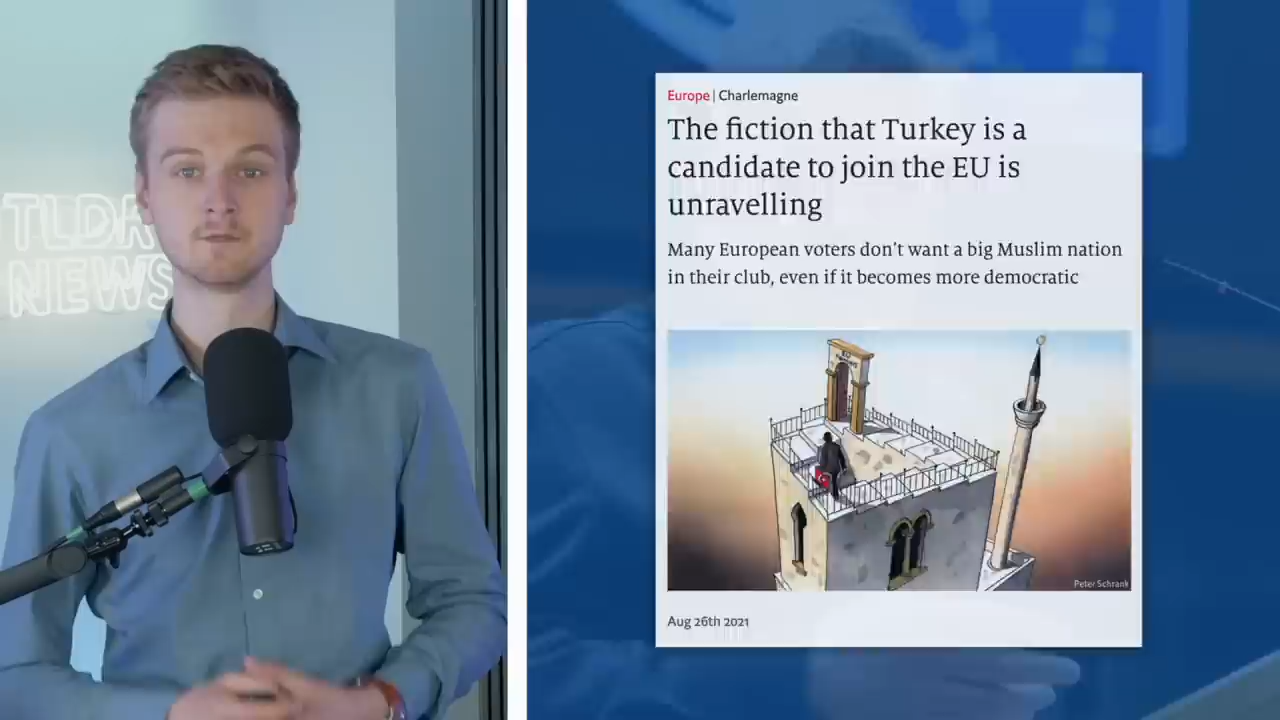 TLDR
NEWS
Europe | Charlemagne
The fiction that Turkey is a
candidate to join the EU is
unravelling
Many European voters don't want a big Muslim nation
in their club, even if it becomes more democratic
Peter Schrank
Aug 26th 2021